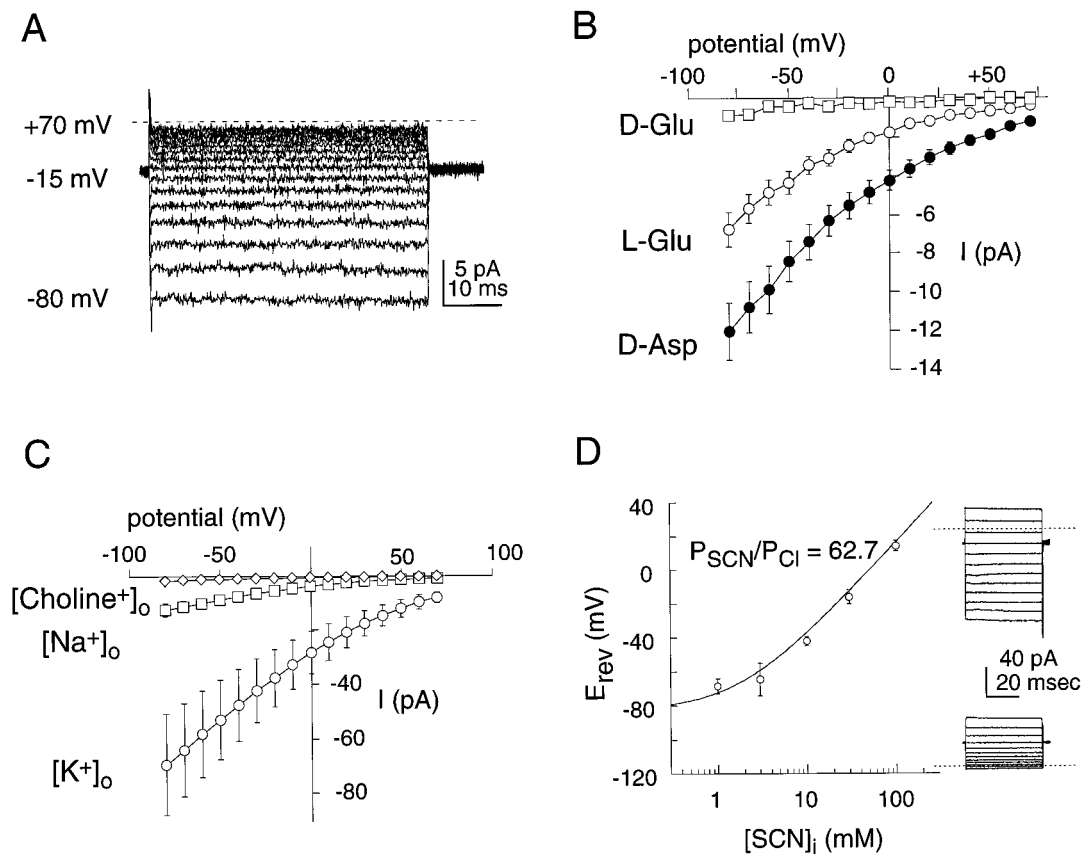 A
+70 mV
-15 mV
-80 mV
5 pA
10 ms
B
potential (mV)
-100 -50 0 +50
D-Glu
L-Glu
D-Asp
-6
-8
I (pA)
-10
-12
-14
C
potential (mV)
-100 -50 0 50 100
[Choline+]o
[Na+]o
[K+]o
-40
I (pA)
-60
-80
D
40
0
-40
-80
-120
Erev (mV)
PSCN/PCl = 62.7
1 10 100
[SCN]i (mM)
40 pA
20 msec